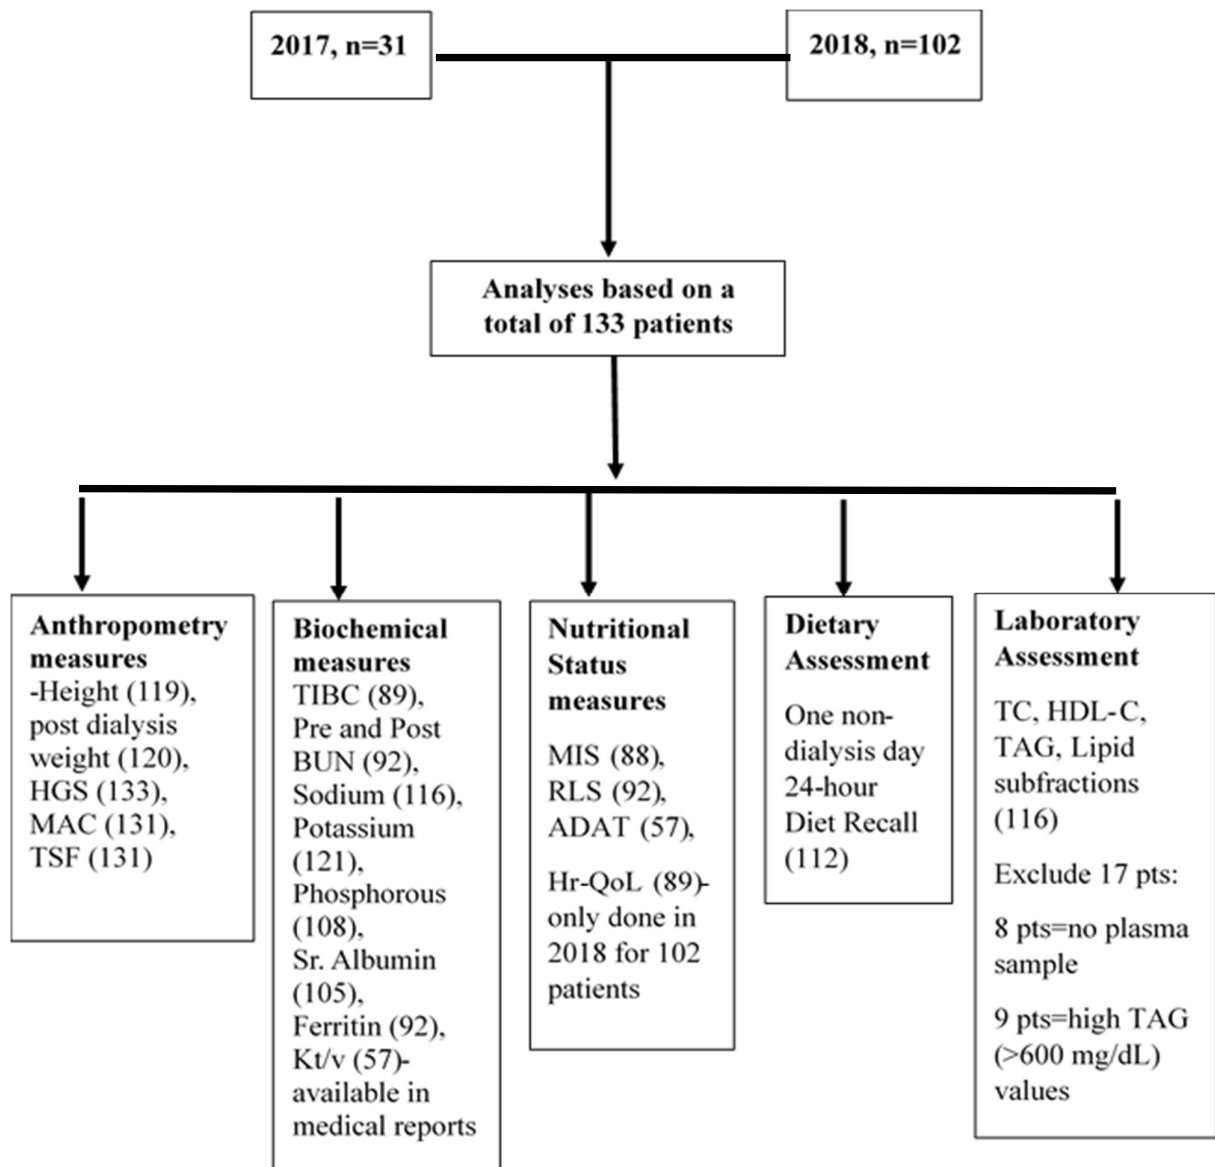 2017, n=31
2018, n=102
Analyses based on a
total of 133 patients
Anthropometry
measures
-Height (119),
post dialysis
weight (120),
HGS (133),
MAC (131),
TSF (131)
Biochemical
measures
TIBC (89),
Pre and Post
BUN (92),
Sodium (116),
Potassium
(121),
Phosphorous
(108),
Sr. Albumin
(105),
Ferritin (92),
Kt/v (57)-
available in
medical reports
Nutritional
Status
measures
MIS (88),
RLS (92),
ADAT (57),
Hr-QoL (89)-
only done in
2018 for 102
patients
Dietary
Assessment
One non-
dialysis day
24-hour
Diet Recall
(112)
Laboratory
Assessment
TC, HDL-C,
TAG, Lipid
subfractions
(116)
Exclude 17 pts:
8 pts=no plasma
sample
9 pts=high TAG
(>600 mg/dL)
values